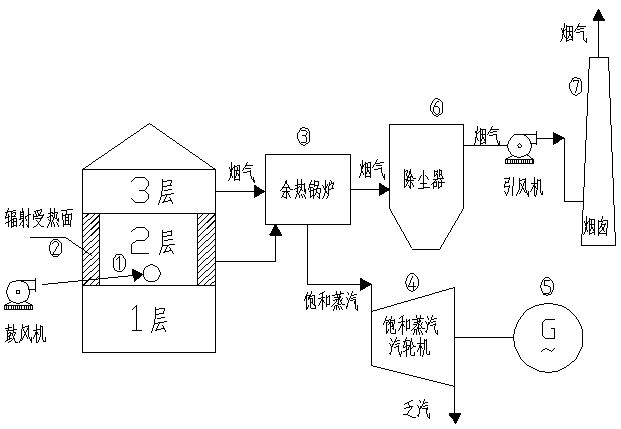 烟气
⑦
⑥
③
烟气
烟气
烟气
3层
余热锅炉
除尘器
引风机
辐射受热面
②
2层
①
烟囱
④
⑤
饱和蒸汽
1层
鼓风机
饱和蒸汽
汽轮机
G
~
乏汽